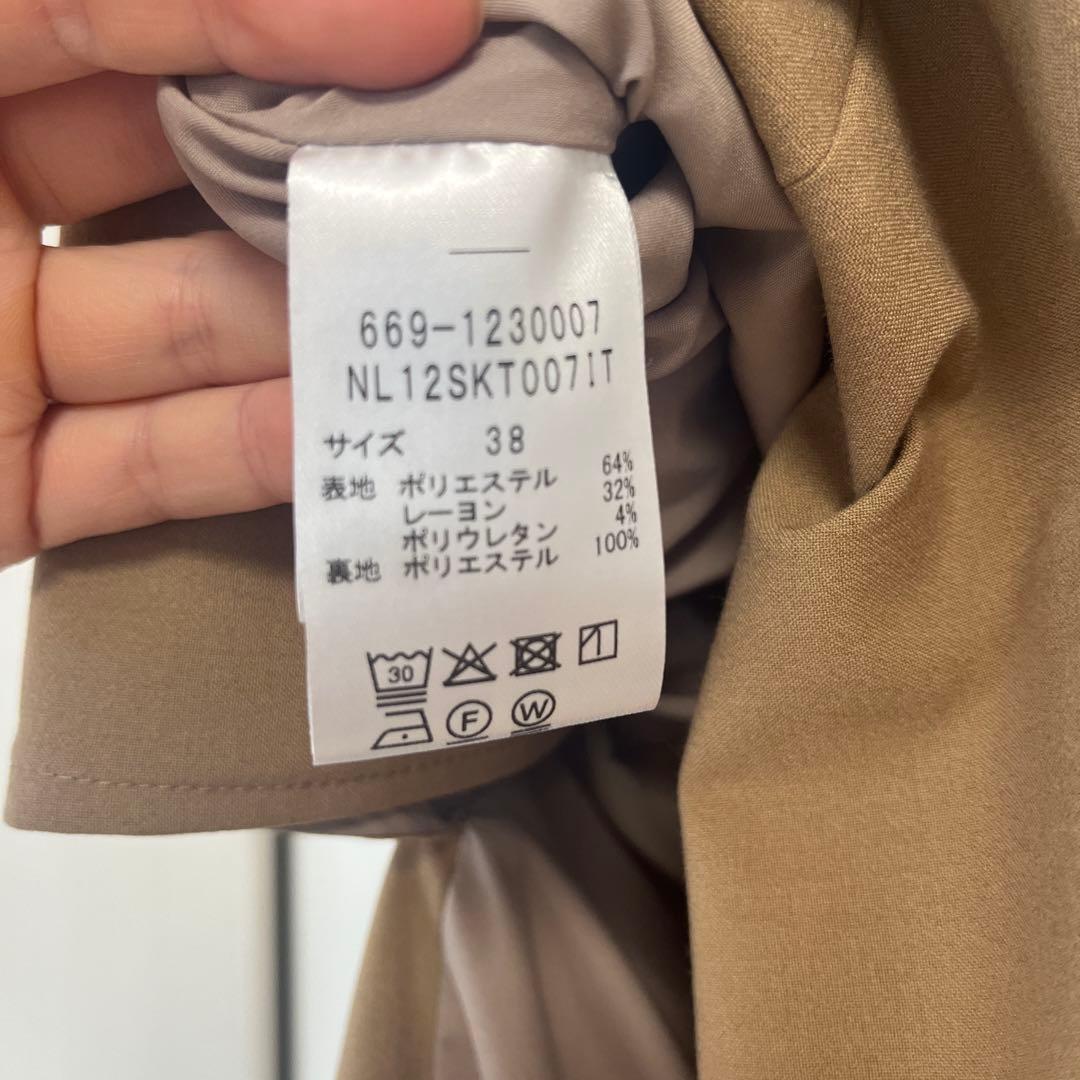 669-1230007
NL12SKT007IT
サイズ 38
表地 ポリエステル 64%
レーヨン 32%
ポリウレタン 4%
裏地 ポリエステル 100%
30
F W